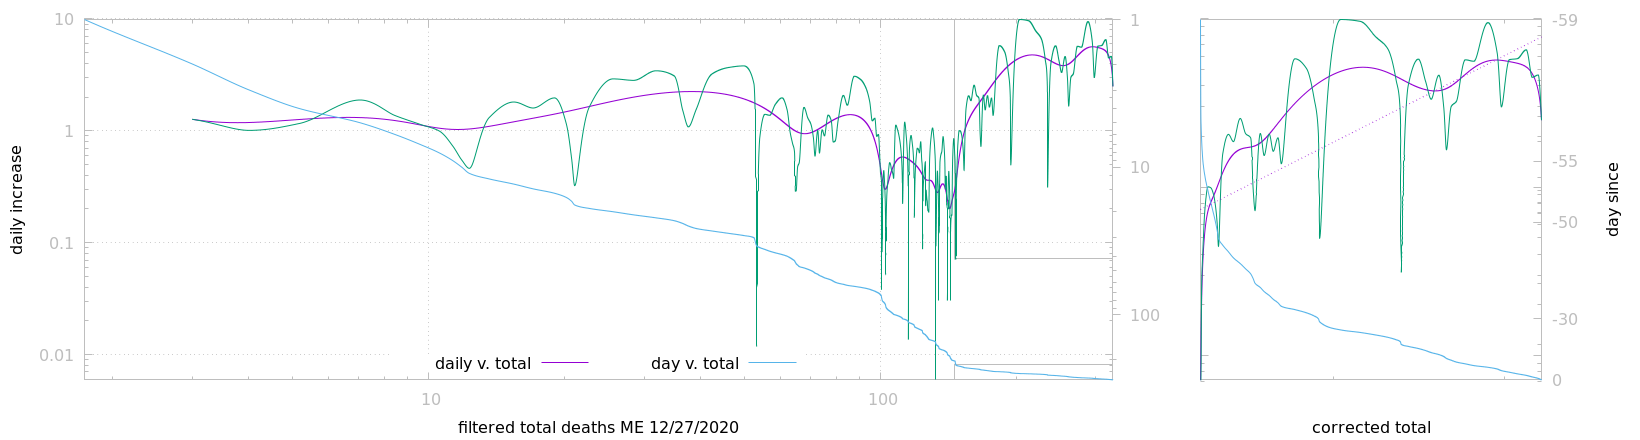 10
1
0.1
0.01
daily increase
daily v. total
day v. total
10
100
filtered total deaths ME 12/27/2020
1
10
100
-59
-55
-50
-30
0
day since
corrected total